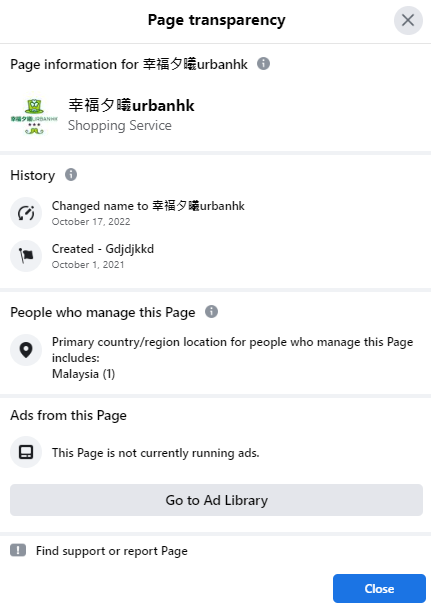 Page transparency
Page information for 幸福夕曦urbanhk
幸福夕曦URBANHK
幸福夕曦urbanhk
Shopping Service
History
Changed name to 幸福夕曦urbanhk
October 17, 2022
Created - Gdjdjkkd
October 1, 2021
People who manage this Page
Primary country/region location for people who manage this Page
includes:
Malaysia (1)
Ads from this Page
This Page is not currently running ads.
Go to Ad Library
Find support or report Page
Close